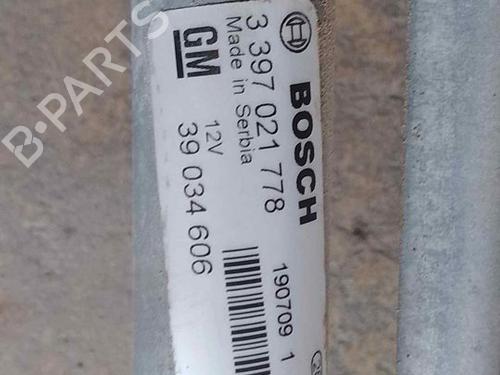 BOSCH
3 397 021 778
Made in Serbia
GM
12V
39 034 606
190709 1
B-PARTS